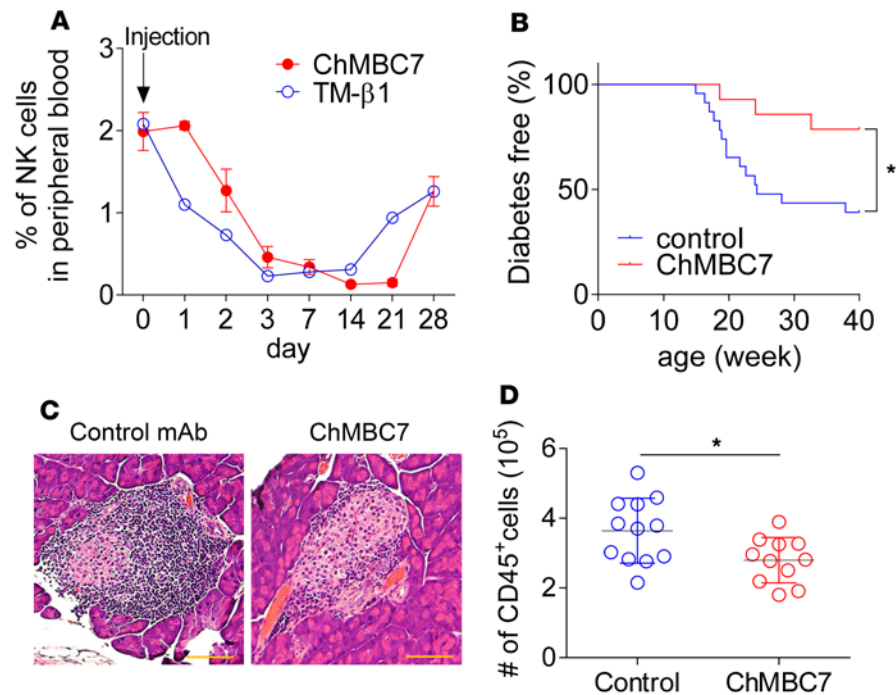 A
Injection
ChMBC7
TM-β1
% of NK cells
in peripheral blood
3
2
1
0
0 1 2 3 7 14 21 28
day
B
Diabetes free (%)
100
50
control
ChMBC7
*
0 10 20 30 40
age (week)
C
Control mAb
ChMBC7
D
# of CD45⁺cells (10⁵)
6
4
2
0
*
Control
ChMBC7